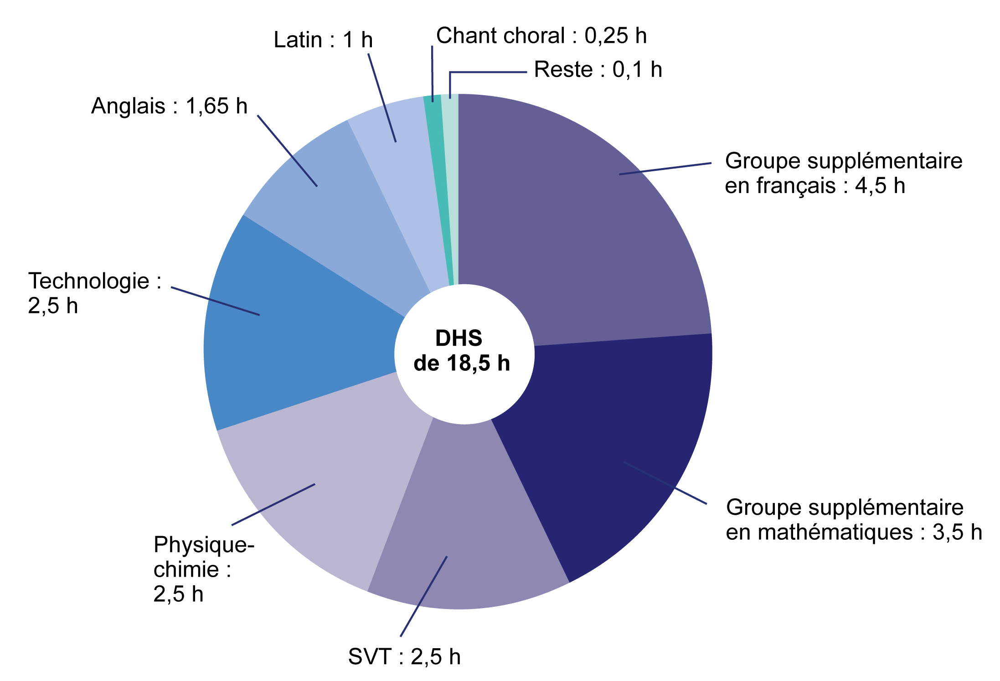 Chant choral : 0,25 h
Latin : 1 h
Reste : 0,1 h
Anglais : 1,65 h
Groupe supplémentaire
en français : 4,5 h
Technologie :
2,5 h
DHS
de 18,5 h
Groupe supplémentaire
en mathématiques : 3,5 h
Physique-
chimie :
2,5 h
SVT : 2,5 h